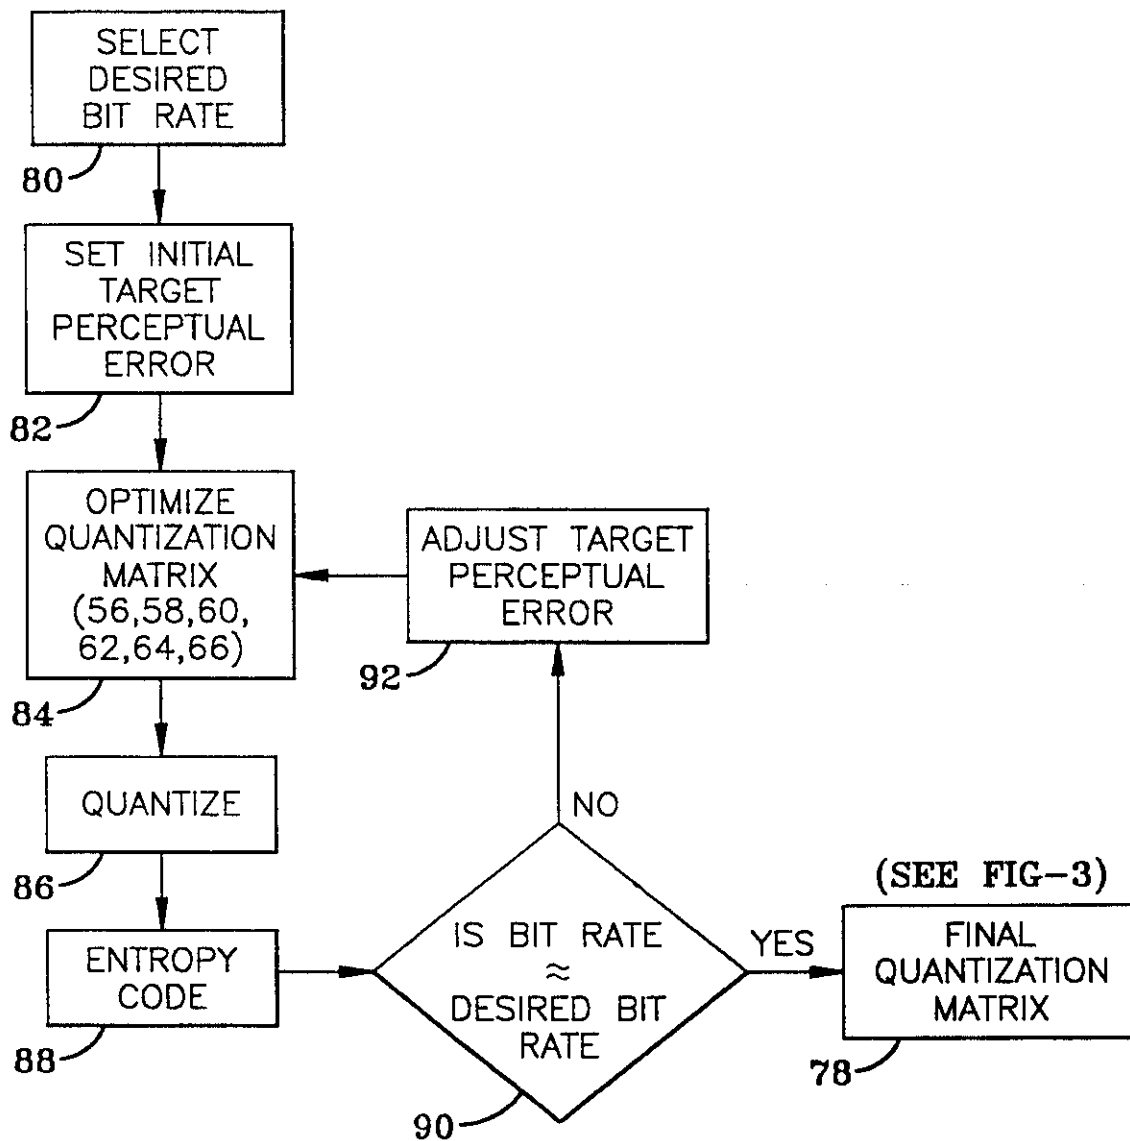 SELECT
DESIRED
BIT RATE
80
SET INITIAL
TARGET
PERCEPTUAL
ERROR
82
OPTIMIZE
QUANTIZATION
MATRIX
(56,58,60,
62,64,66)
84
ADJUST TARGET
PERCEPTUAL
ERROR
92
QUANTIZE
86
NO
ENTROPY
CODE
88
IS BIT RATE
≈
DESIRED BIT
RATE
90
YES
(SEE FIG-3)
FINAL
QUANTIZATION
MATRIX
78